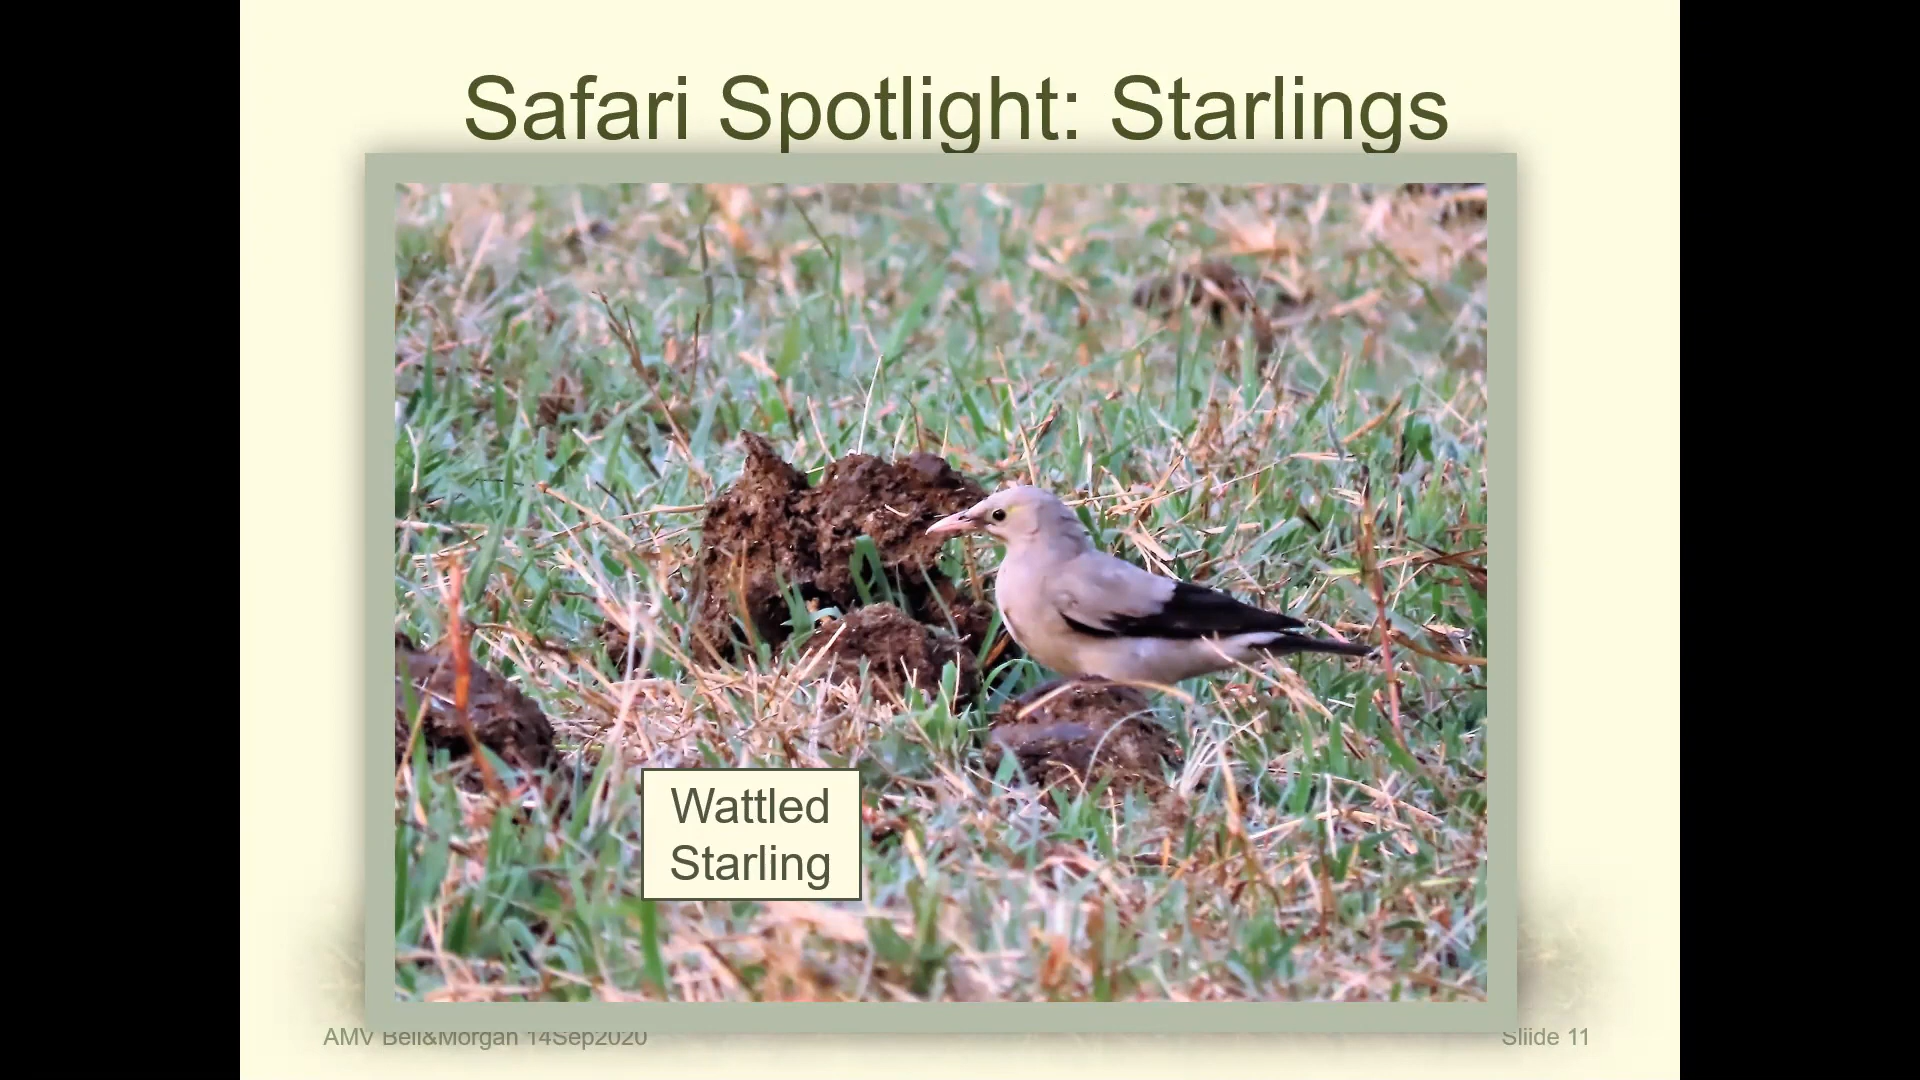 Safari Spotlight: Starlings
Wattled
Starling
AMV Bell&Morgan 14Sep2020
Sliide 11